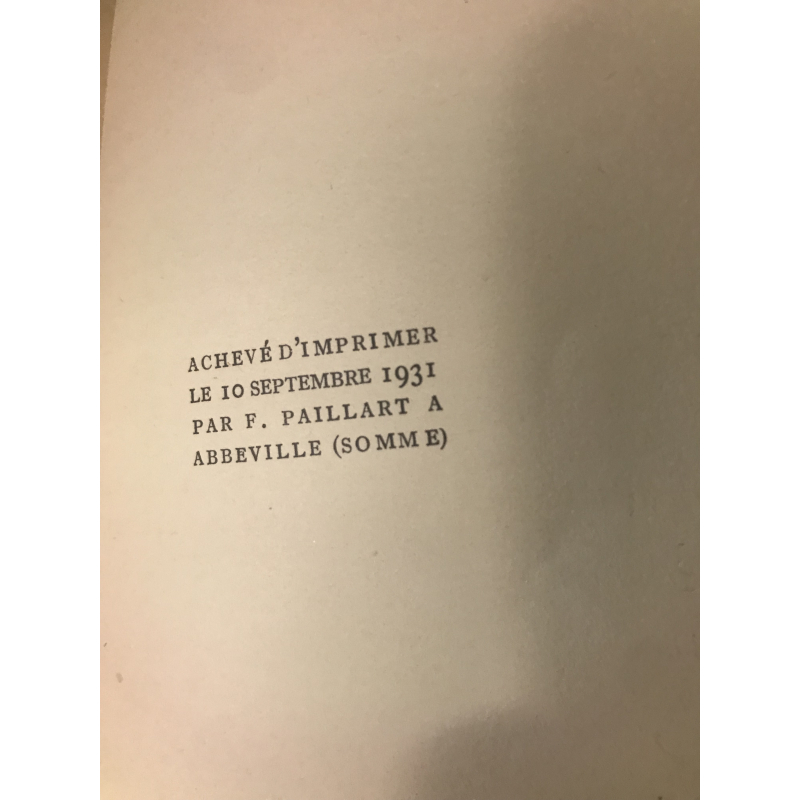 ACHEVÉ D'IMPRIMER
LE 10 SEPTEMBRE 1931
PAR F. PAILLART A
ABBEVILLE (SOMME)